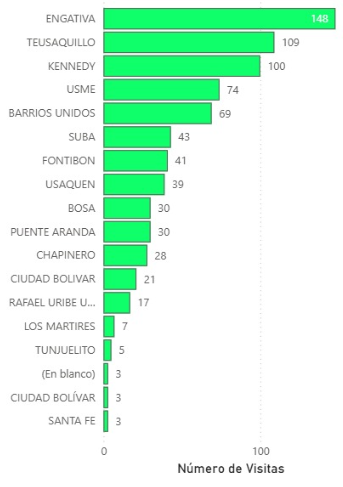 ENGATIVA 148
TEUSAQUILLO 109
KENNEDY 100
USME 74
BARRIOS UNIDOS 69
SUBA 43
FONTIBON 41
USAQUEN 39
BOSA 30
PUENTE ARANDA 30
CHAPINERO 28
CIUDAD BOLIVAR 21
RAFAEL URIBE U... 17
LOS MARTIRES 7
TUNJUELITO 5
(En blanco) 3
CIUDAD BOLÍVAR 3
SANTA FE 3
0 100
Número de Visitas